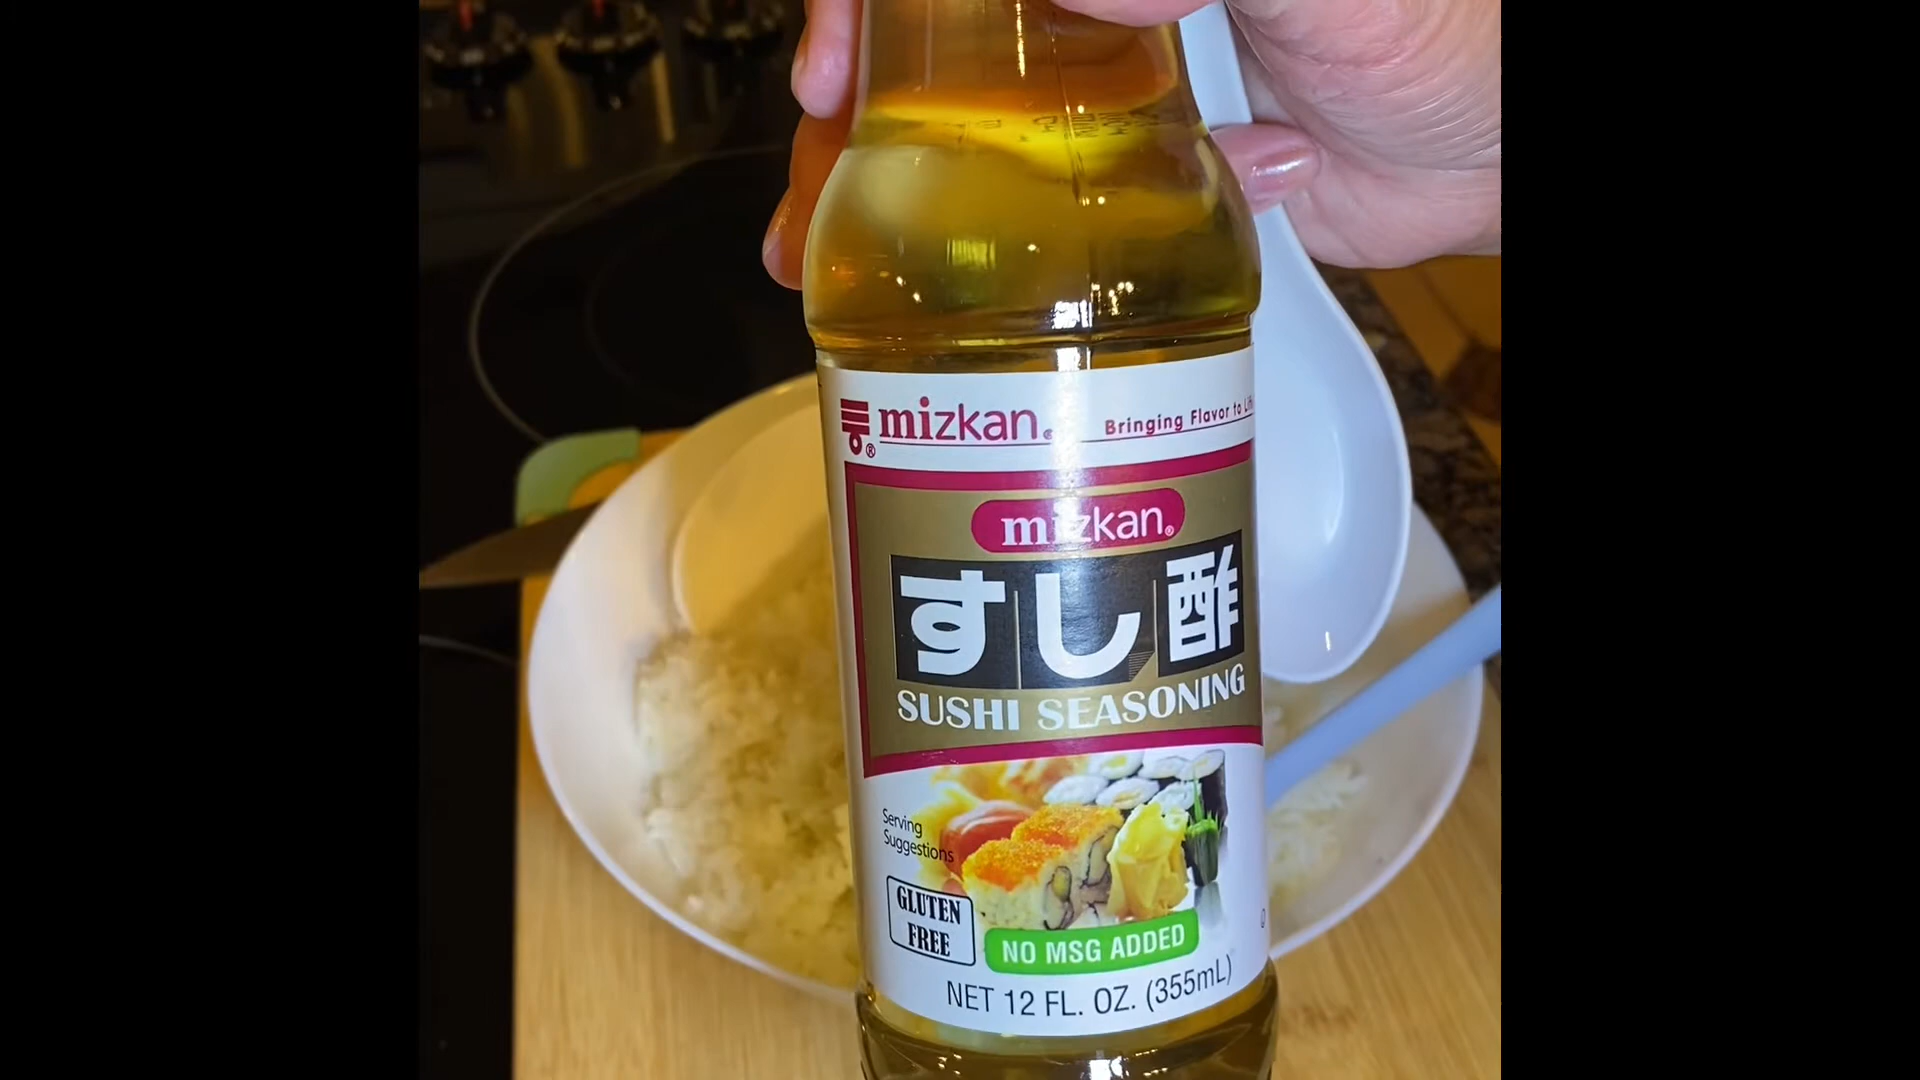 mizkan
Bringing Flavor to
mizkan
すし酢
SUSHI SEASONING
Serving
Suggestions
GLUTEN
FREE
NO MSG ADDED
NET 12 FL. OZ. (355mL)